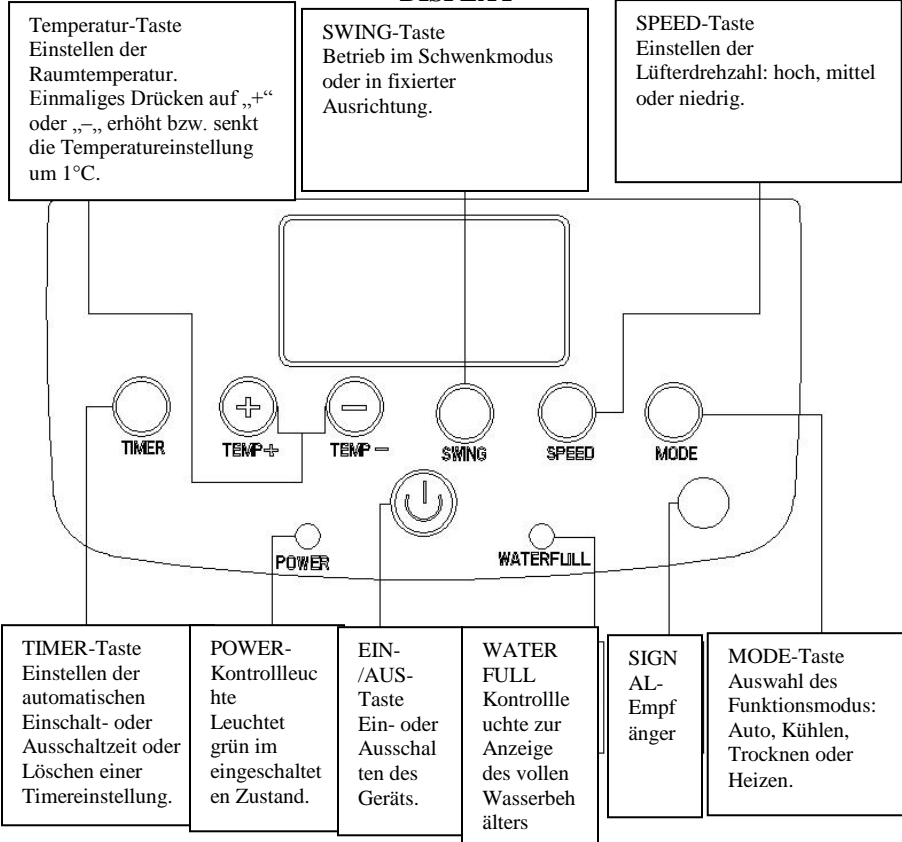 DISPLAY
Temperatur-Taste
Einstellen der
Raumtemperatur.
Einmaliges Drücken auf „+“
oder „–„ erhöht bzw. senkt
die Temperatureinstellung
um 1°C.
SWING-Taste
Betrieb im Schwenkmodus
oder in fixierter
Ausrichtung.
SPEED-Taste
Einstellen der
Lüfterdrehzahl: hoch, mittel
oder niedrig.
TIMER
TEMP+
TEMP–
SWING
SPEED
MODE
POWER
WATERFULL
TIMER-Taste
Einstellen der
automatischen
Einschalt- oder
Ausschaltzeit oder
Löschen einer
Timereinstellung.
POWER-
Kontrollleuc
hte
Leuchtet
grün im
eingeschaltet
en Zustand.
EIN-
/AUS-
Taste
Ein- oder
Ausschal
ten des
Geräts.
WATER
FULL
Kontrollle
uchte zur
Anzeige
des vollen
Wasserbeh
älters
SIGN
AL-
Empf
änger
MODE-Taste
Auswahl des
Funktionsmodus:
Auto, Kühlen,
Trocknen oder
Heizen.